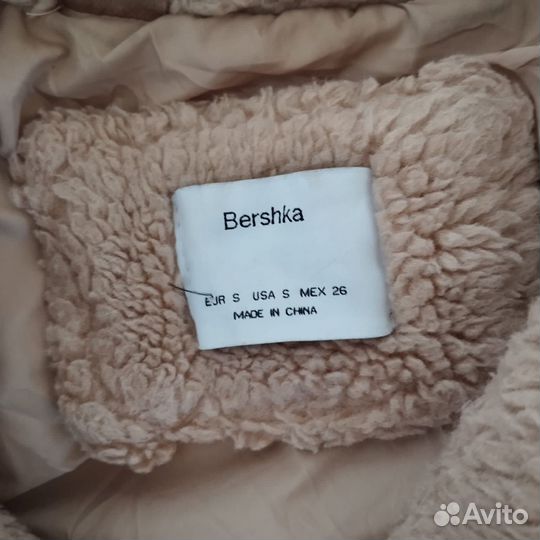 Bershka
EUR S USA S MEX 26
MADE IN CHINA
Avito